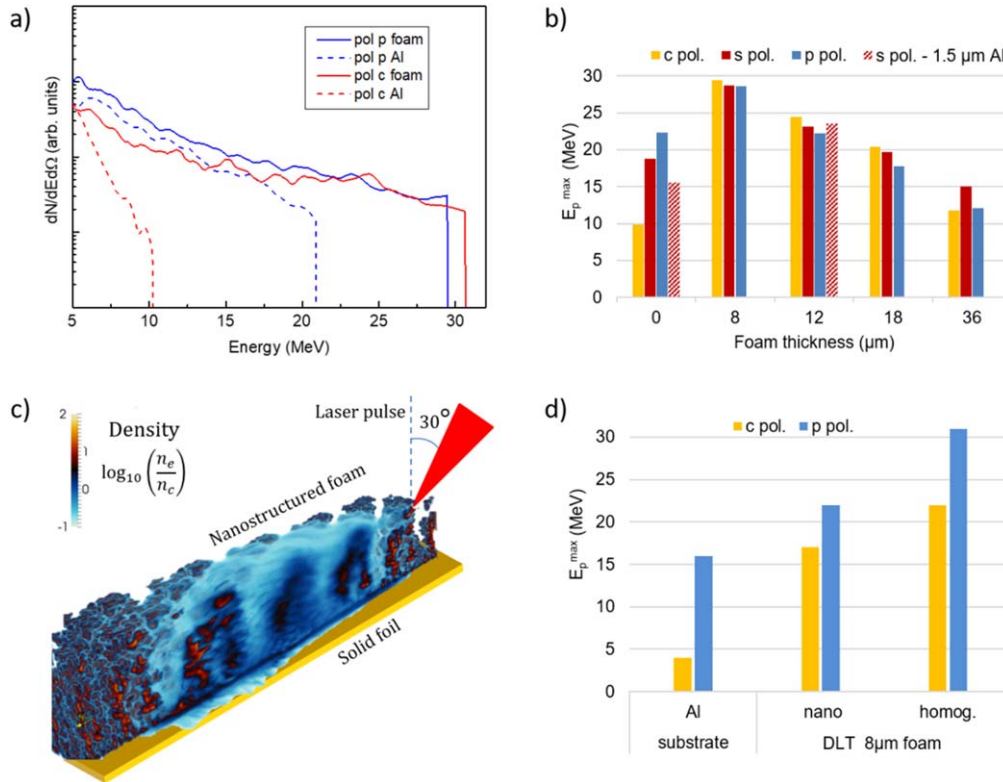 a)
pol p foam
pol p Al
pol c foam
pol c Al
dN/dEdΩ (arb. units)
5 10 15 20 25 30
Energy (MeV)
b)
c pol. s pol. p pol. s pol. - 1.5 μm Al
E_p^max (MeV)
30
25
20
15
10
5
0
0 8 12 18 36
Foam thickness (μm)
c)
2
1
0
-1
Density
log₁₀ (n_e/n_c)
Laser pulse
30°
Nanostructured foam
Solid foil
d)
c pol. p pol.
E_p^max (MeV)
30
25
20
15
10
5
0
Al nano homog.
substrate DLT 8μm foam